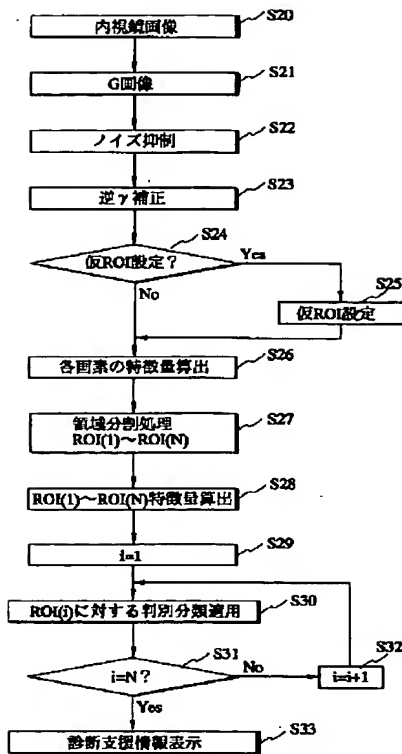 S20
内視鏡画像
S21
G画像
S22
ノイズ抑制
S23
逆γ補正
S24
仮ROI設定？
Yes
No
S25
仮ROI設定
S26
各画素の特徴量算出
S27
領域分割処理
ROI(1)～ROI(N)
S28
ROI(1)～ROI(N)特徴量算出
S29
i=1
S30
ROI(i)に対する判別分類適用
S31
i=N？
No
S32
i=i+1
Yes
S33
診断支援情報表示